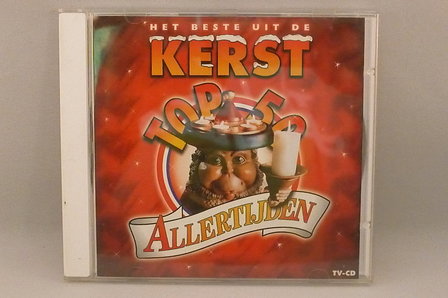 HET BESTE UIT DE
KERST
TOP 50
ALLERTIJDEN
TV-CD